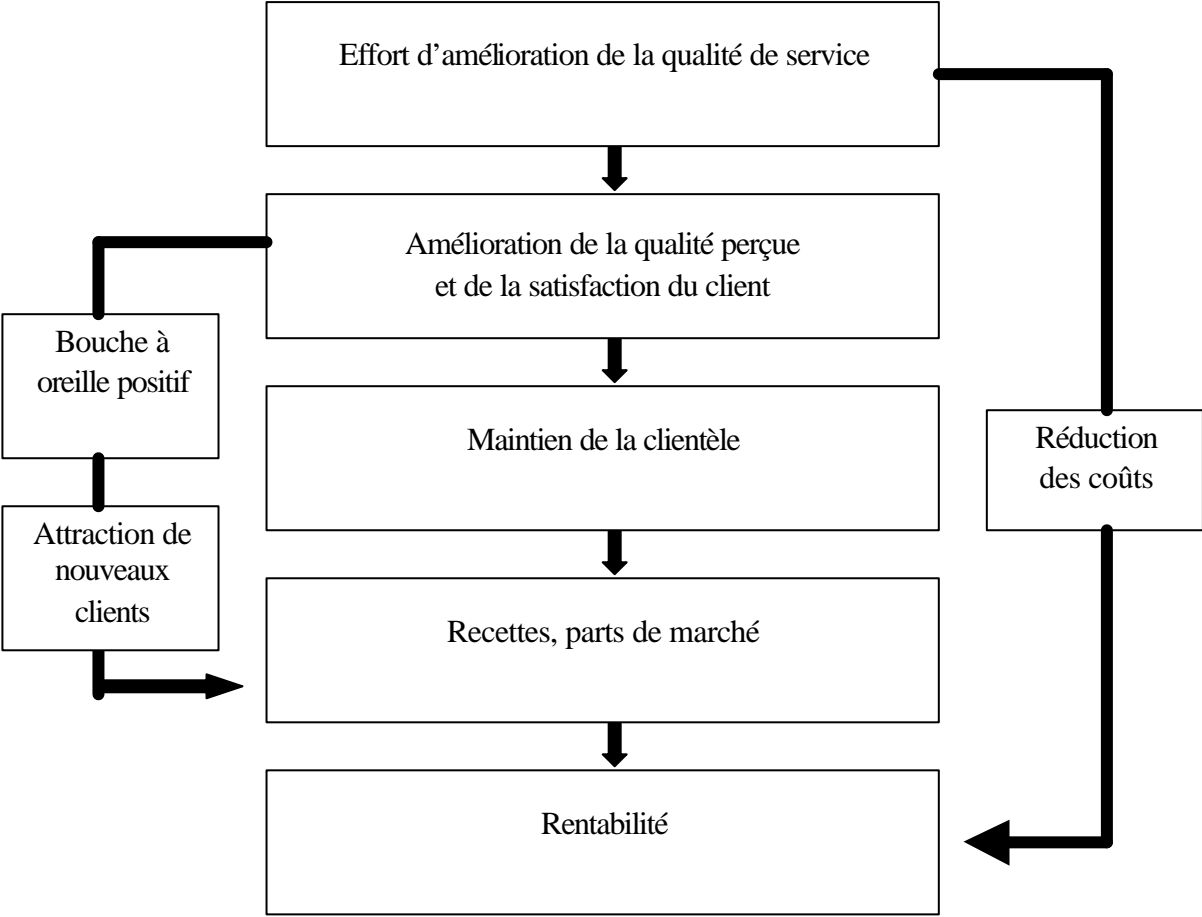 Effort d’amélioration de la qualité de service
Amélioration de la qualité perçue
et de la satisfaction du client
Bouche à
oreille positif
Maintien de la clientèle
Réduction
des coûts
Attraction de
nouveaux
clients
Recettes, parts de marché
Rentabilité